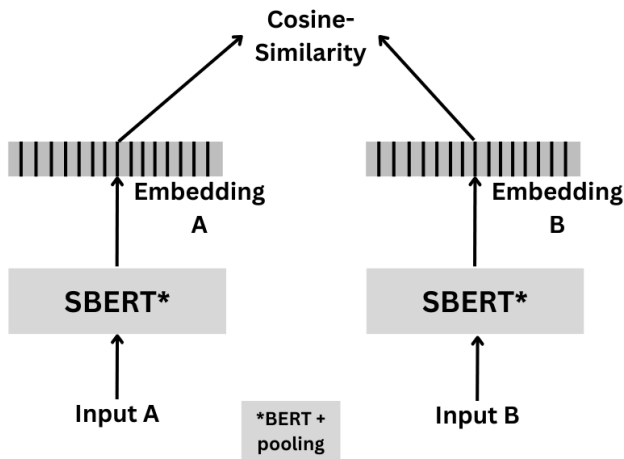 Cosine-
Similarity
Embedding
A
Embedding
B
SBERT*
SBERT*
Input A
Input B
*BERT +
pooling